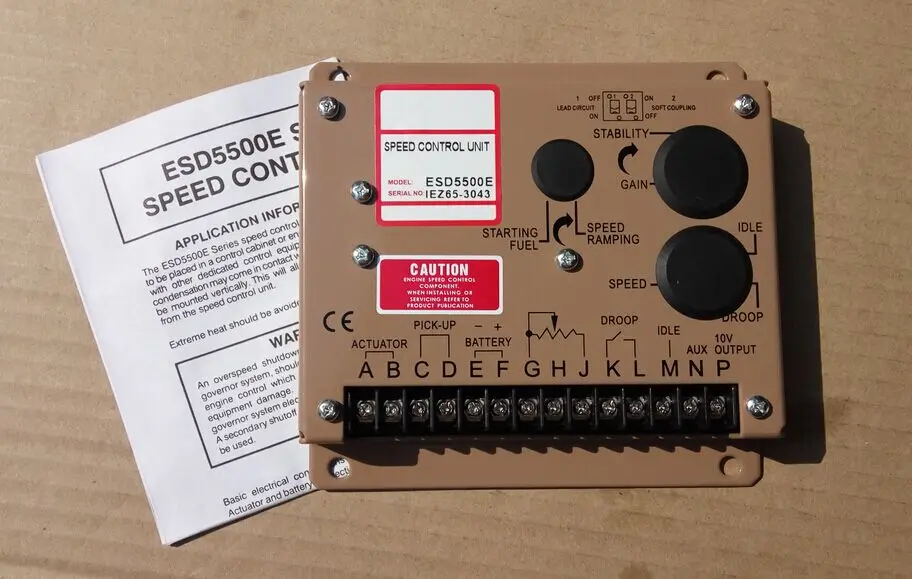 ESD5500E S
SPEED CONT
APPLICATION INFOR
The ESD5500E Series speed control
to be placed in a control cabinet or en
with other dedicated control equip
condensation may come in contact w
be mounted vertically. This will all
from the speed control unit.
Extreme heat should be avoide
WAR
An overspeed shutdow
governor system, should
engine control which
equipment damage.
governor system elec
A secondary shutoff
be used.
Basic electrical con
Actuator and battery
SPEED CONTROL UNIT
MODEL: ESD5500E
SERIAL NO: IEZ65-3043
CAUTION
ENGINE SPEED CONTROL
COMPONENT.
WHEN INSTALLING OR
SERVICING REFER TO
PRODUCT PUBLICATION
CE
1 OFF O1 O2 ON 2
LEAD CIRCUIT SOFT COUPLING
ON OFF
STABILITY
GAIN
STARTING FUEL
SPEED RAMPING
IDLE
SPEED
DROOP
ACTUATOR
PICK-UP
− +
BATTERY
DROOP
IDLE
AUX
10V OUTPUT
A B C D E F G H J K L M N P